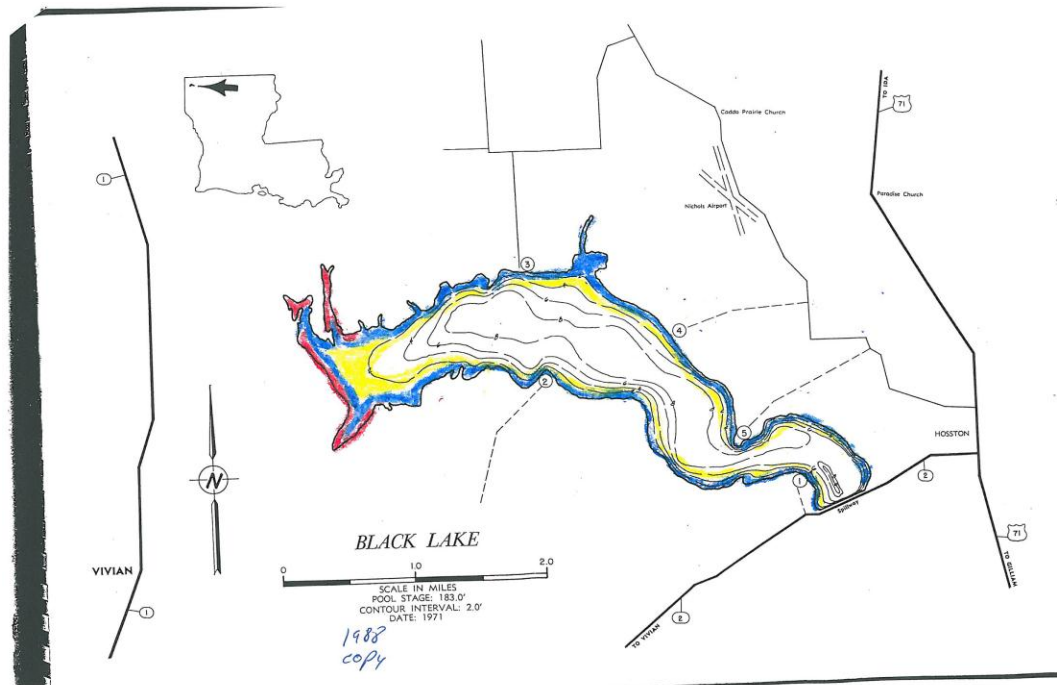 TO IDA
71
Caddo Prairie Church
1
Paradise Church
Nichols Airport
3
4
2
5
HOSSTON
1
2
Spillway
N
BLACK LAKE
0 1.0 2.0
SCALE IN MILES
POOL STAGE: 183.0'
CONTOUR INTERVAL: 2.0'
DATE: 1971
1988
copy
VIVIAN
1
71
TO GILLIAM
2
TO VIVIAN